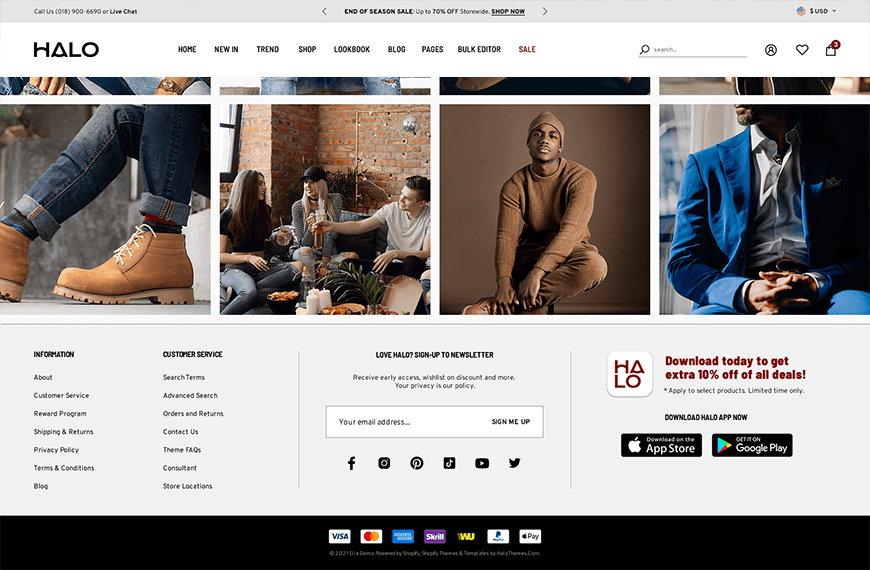 Call Us (018) 900-6690 or Live Chat
END OF SEASON SALE: Up to 70% OFF Storewide. SHOP NOW
$ USD
HALO
HOME NEW IN TREND SHOP LOOKBOOK BLOG PAGES BULK EDITOR SALE
search...
3
INFORMATION
About
Customer Service
Reward Program
Shipping & Returns
Privacy Policy
Terms & Conditions
Blog
CUSTOMER SERVICE
Search Terms
Advanced Search
Orders and Returns
Contact Us
Theme FAQs
Consultant
Store Locations
LOVE HALO? SIGN-UP TO NEWSLETTER
Receive early access, wishlist on discount and more.
Your privacy is our policy.
Your email address...
SIGN ME UP
HA
LO
Download today to get
extra 10% off of all deals!
* Apply to select products. Limited time only.
DOWNLOAD HALO APP NOW
Download on the
App Store
GET IT ON
Google Play
VISA
Skrill
WU
PayPal
Pay
© 2021 Ella Demo, Powered by Shopify, Shopify Themes & Templates by HaloThemes.Com.